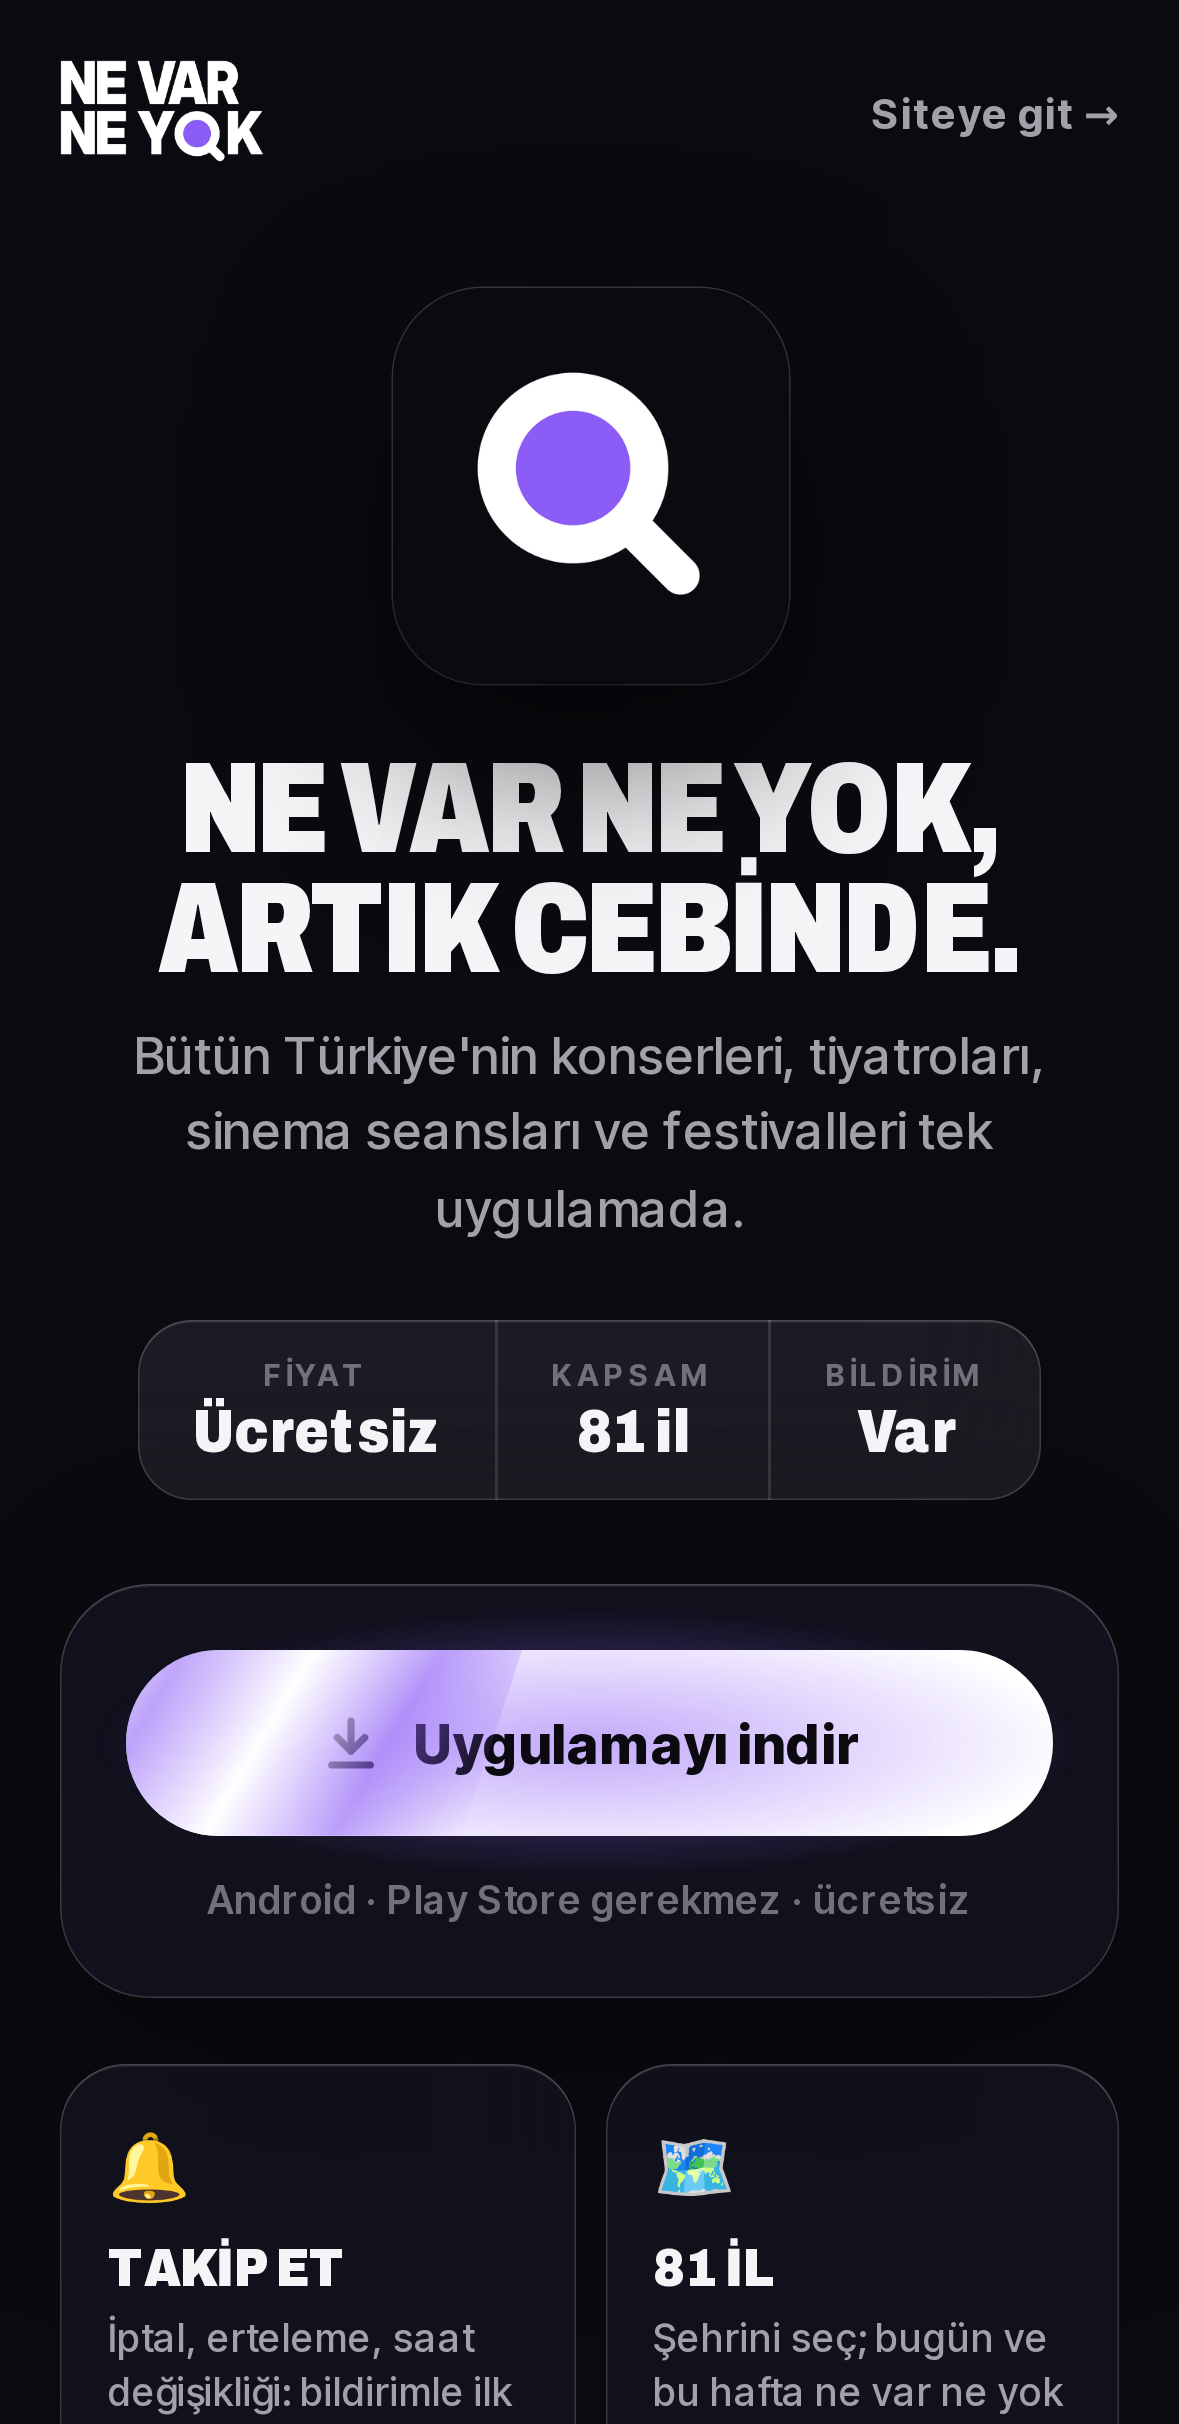 NE VAR
NE YOK
Siteye git →
NE VAR NE YOK,
ARTIK CEBİNDE.
Bütün Türkiye'nin konserleri, tiyatroları,
sinema seansları ve festivalleri tek
uygulamada.
FİYAT
Ücretsiz
KAPSAM
81 il
BİLDİRİM
Var
Uygulamayı indir
Android · Play Store gerekmez · ücretsiz
TAKİP ET
İptal, erteleme, saat
değişikliği: bildirimle ilk
81 İL
Şehrini seç; bugün ve
bu hafta ne var ne yok